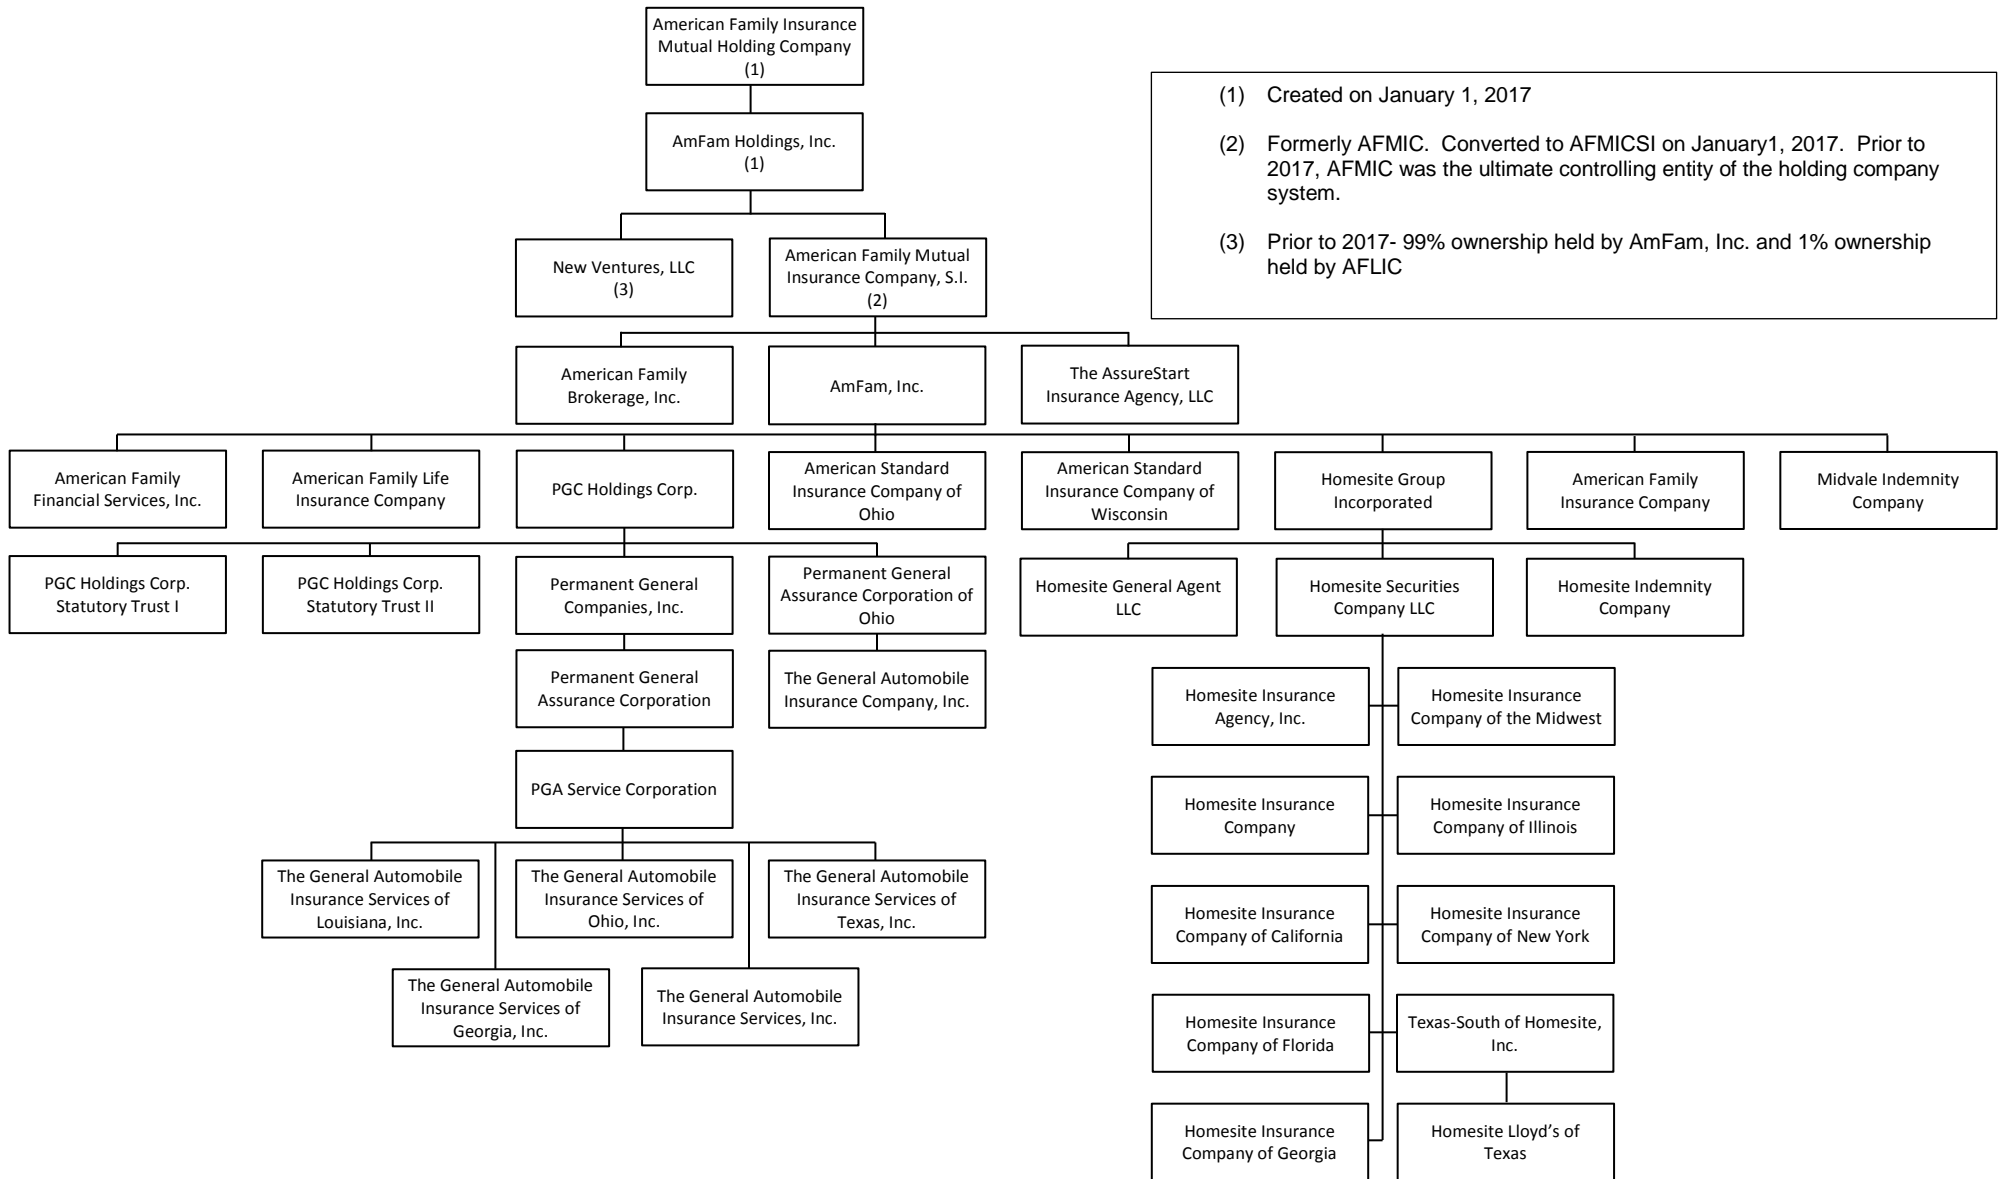 American Family Insurance
Mutual Holding Company
(1)
AmFam Holdings, Inc.
(1)
(1) Created on January 1, 2017
(2) Formerly AFMIC. Converted to AFMICSI on January1, 2017. Prior to
2017, AFMIC was the ultimate controlling entity of the holding company
system.
(3) Prior to 2017- 99% ownership held by AmFam, Inc. and 1% ownership
held by AFLIC
New Ventures, LLC
(3)
American Family Mutual
Insurance Company, S.I.
(2)
American Family
Brokerage, Inc.
AmFam, Inc.
The AssureStart
Insurance Agency, LLC
American Family
Financial Services, Inc.
American Family Life
Insurance Company
PGC Holdings Corp.
American Standard
Insurance Company of
Ohio
American Standard
Insurance Company of
Wisconsin
Homesite Group
Incorporated
American Family
Insurance Company
Midvale Indemnity
Company
PGC Holdings Corp.
Statutory Trust I
PGC Holdings Corp.
Statutory Trust II
Permanent General
Companies, Inc.
Permanent General
Assurance Corporation of
Ohio
Homesite General Agent
LLC
Homesite Securities
Company LLC
Homesite Indemnity
Company
Permanent General
Assurance Corporation
The General Automobile
Insurance Company, Inc.
Homesite Insurance
Agency, Inc.
Homesite Insurance
Company of the Midwest
PGA Service Corporation
Homesite Insurance
Company
Homesite Insurance
Company of Illinois
The General Automobile
Insurance Services of
Louisiana, Inc.
The General Automobile
Insurance Services of
Ohio, Inc.
The General Automobile
Insurance Services of
Texas, Inc.
Homesite Insurance
Company of California
Homesite Insurance
Company of New York
The General Automobile
Insurance Services of
Georgia, Inc.
The General Automobile
Insurance Services, Inc.
Homesite Insurance
Company of Florida
Texas-South of Homesite,
Inc.
Homesite Insurance
Company of Georgia
Homesite Lloyd's of
Texas